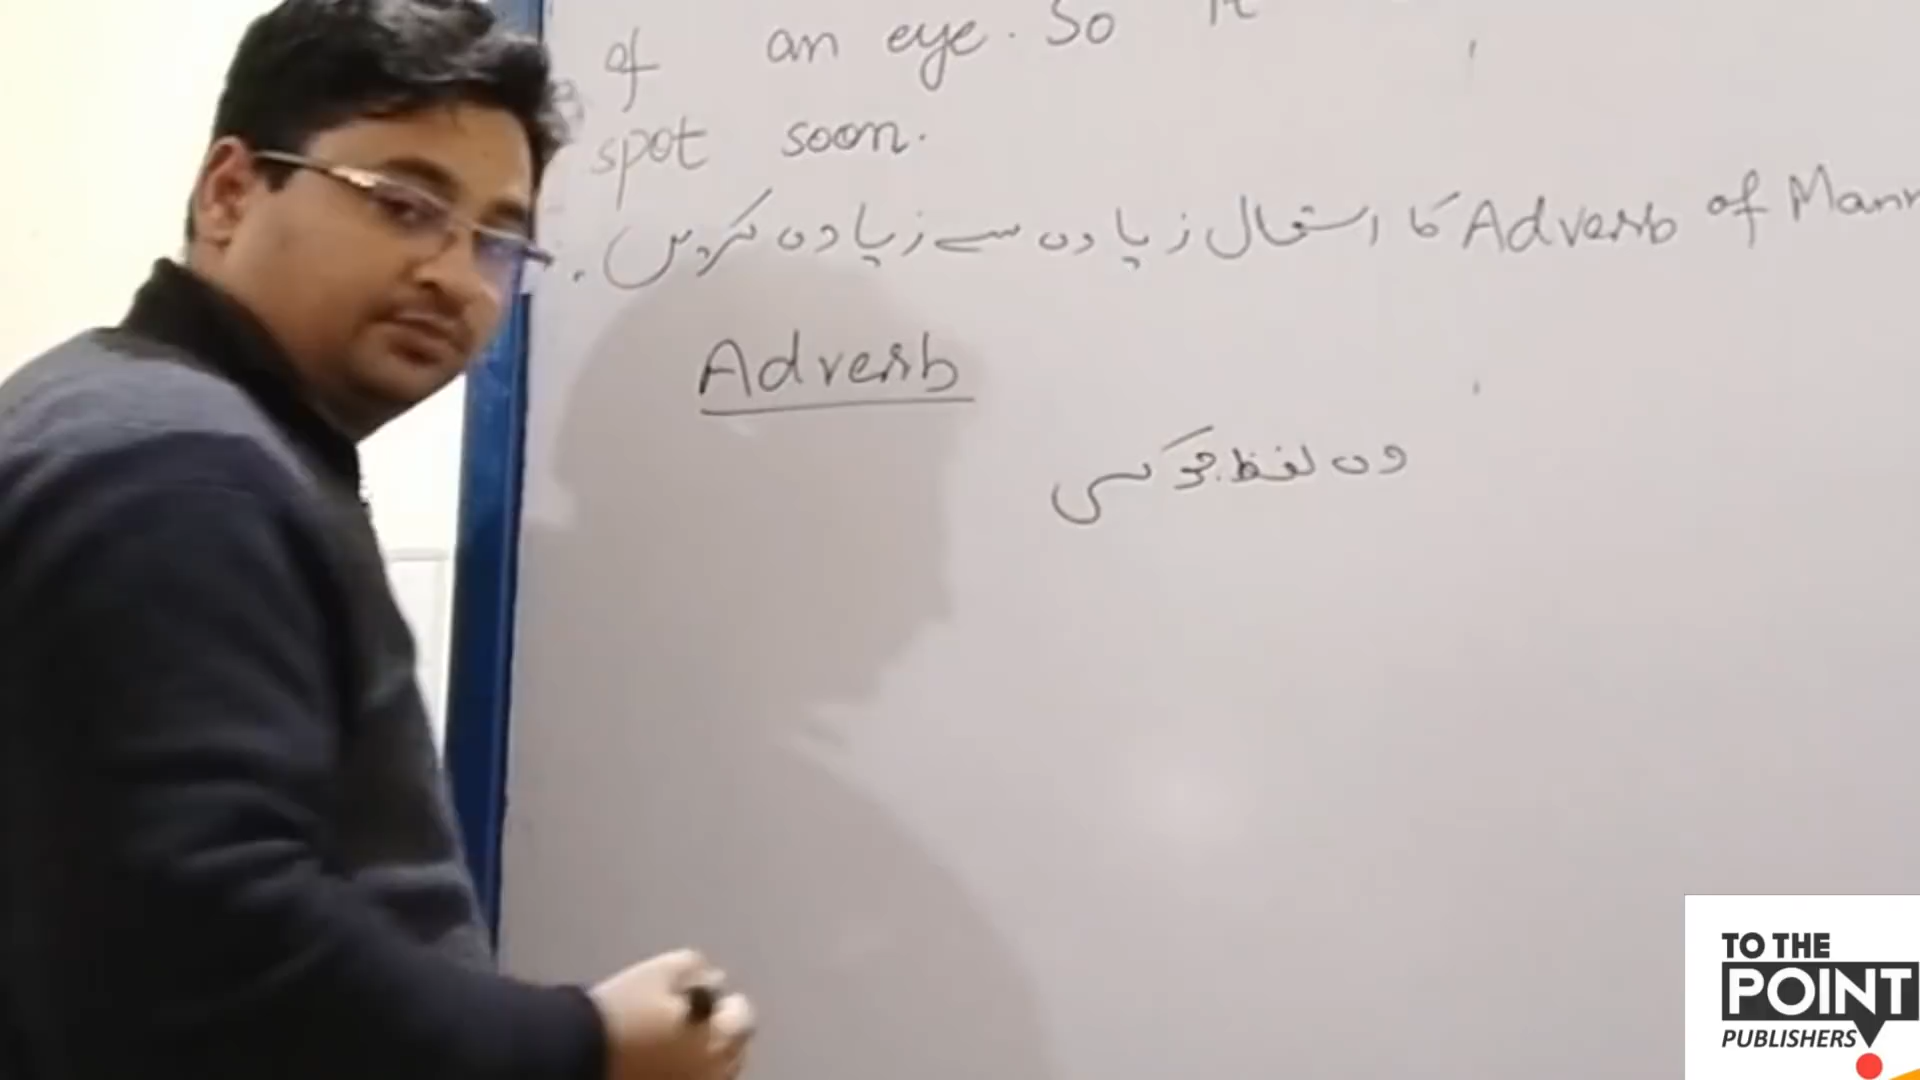 of an eye. So it
spot soon.
Adverb of Mann کا استعمال زیادہ سے زیادہ کریں۔
Adverb
وہ لفظ جو کسی
TO THE
POINT
PUBLISHERS